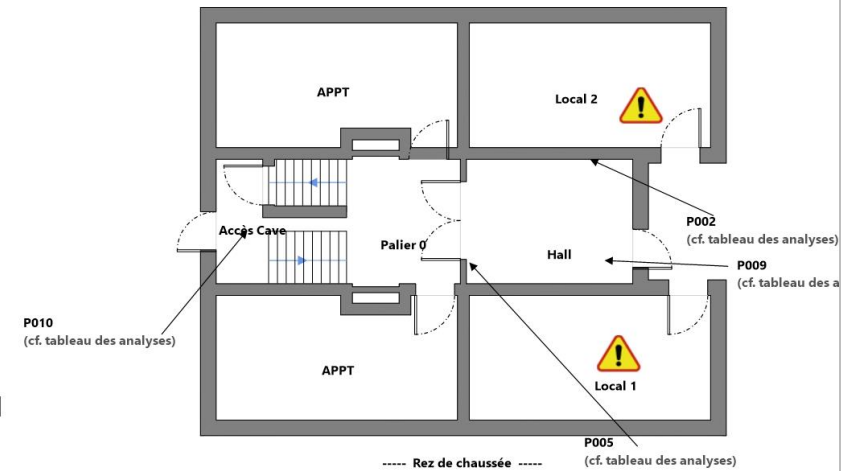 APPT
Local 2
P002
(cf. tableau des analyses)
Accès Cave
Palier 0
Hall
P009
(cf. tableau des a
P010
(cf. tableau des analyses)
APPT
Local 1
P005
(cf. tableau des analyses)
----- Rez de chaussée -----